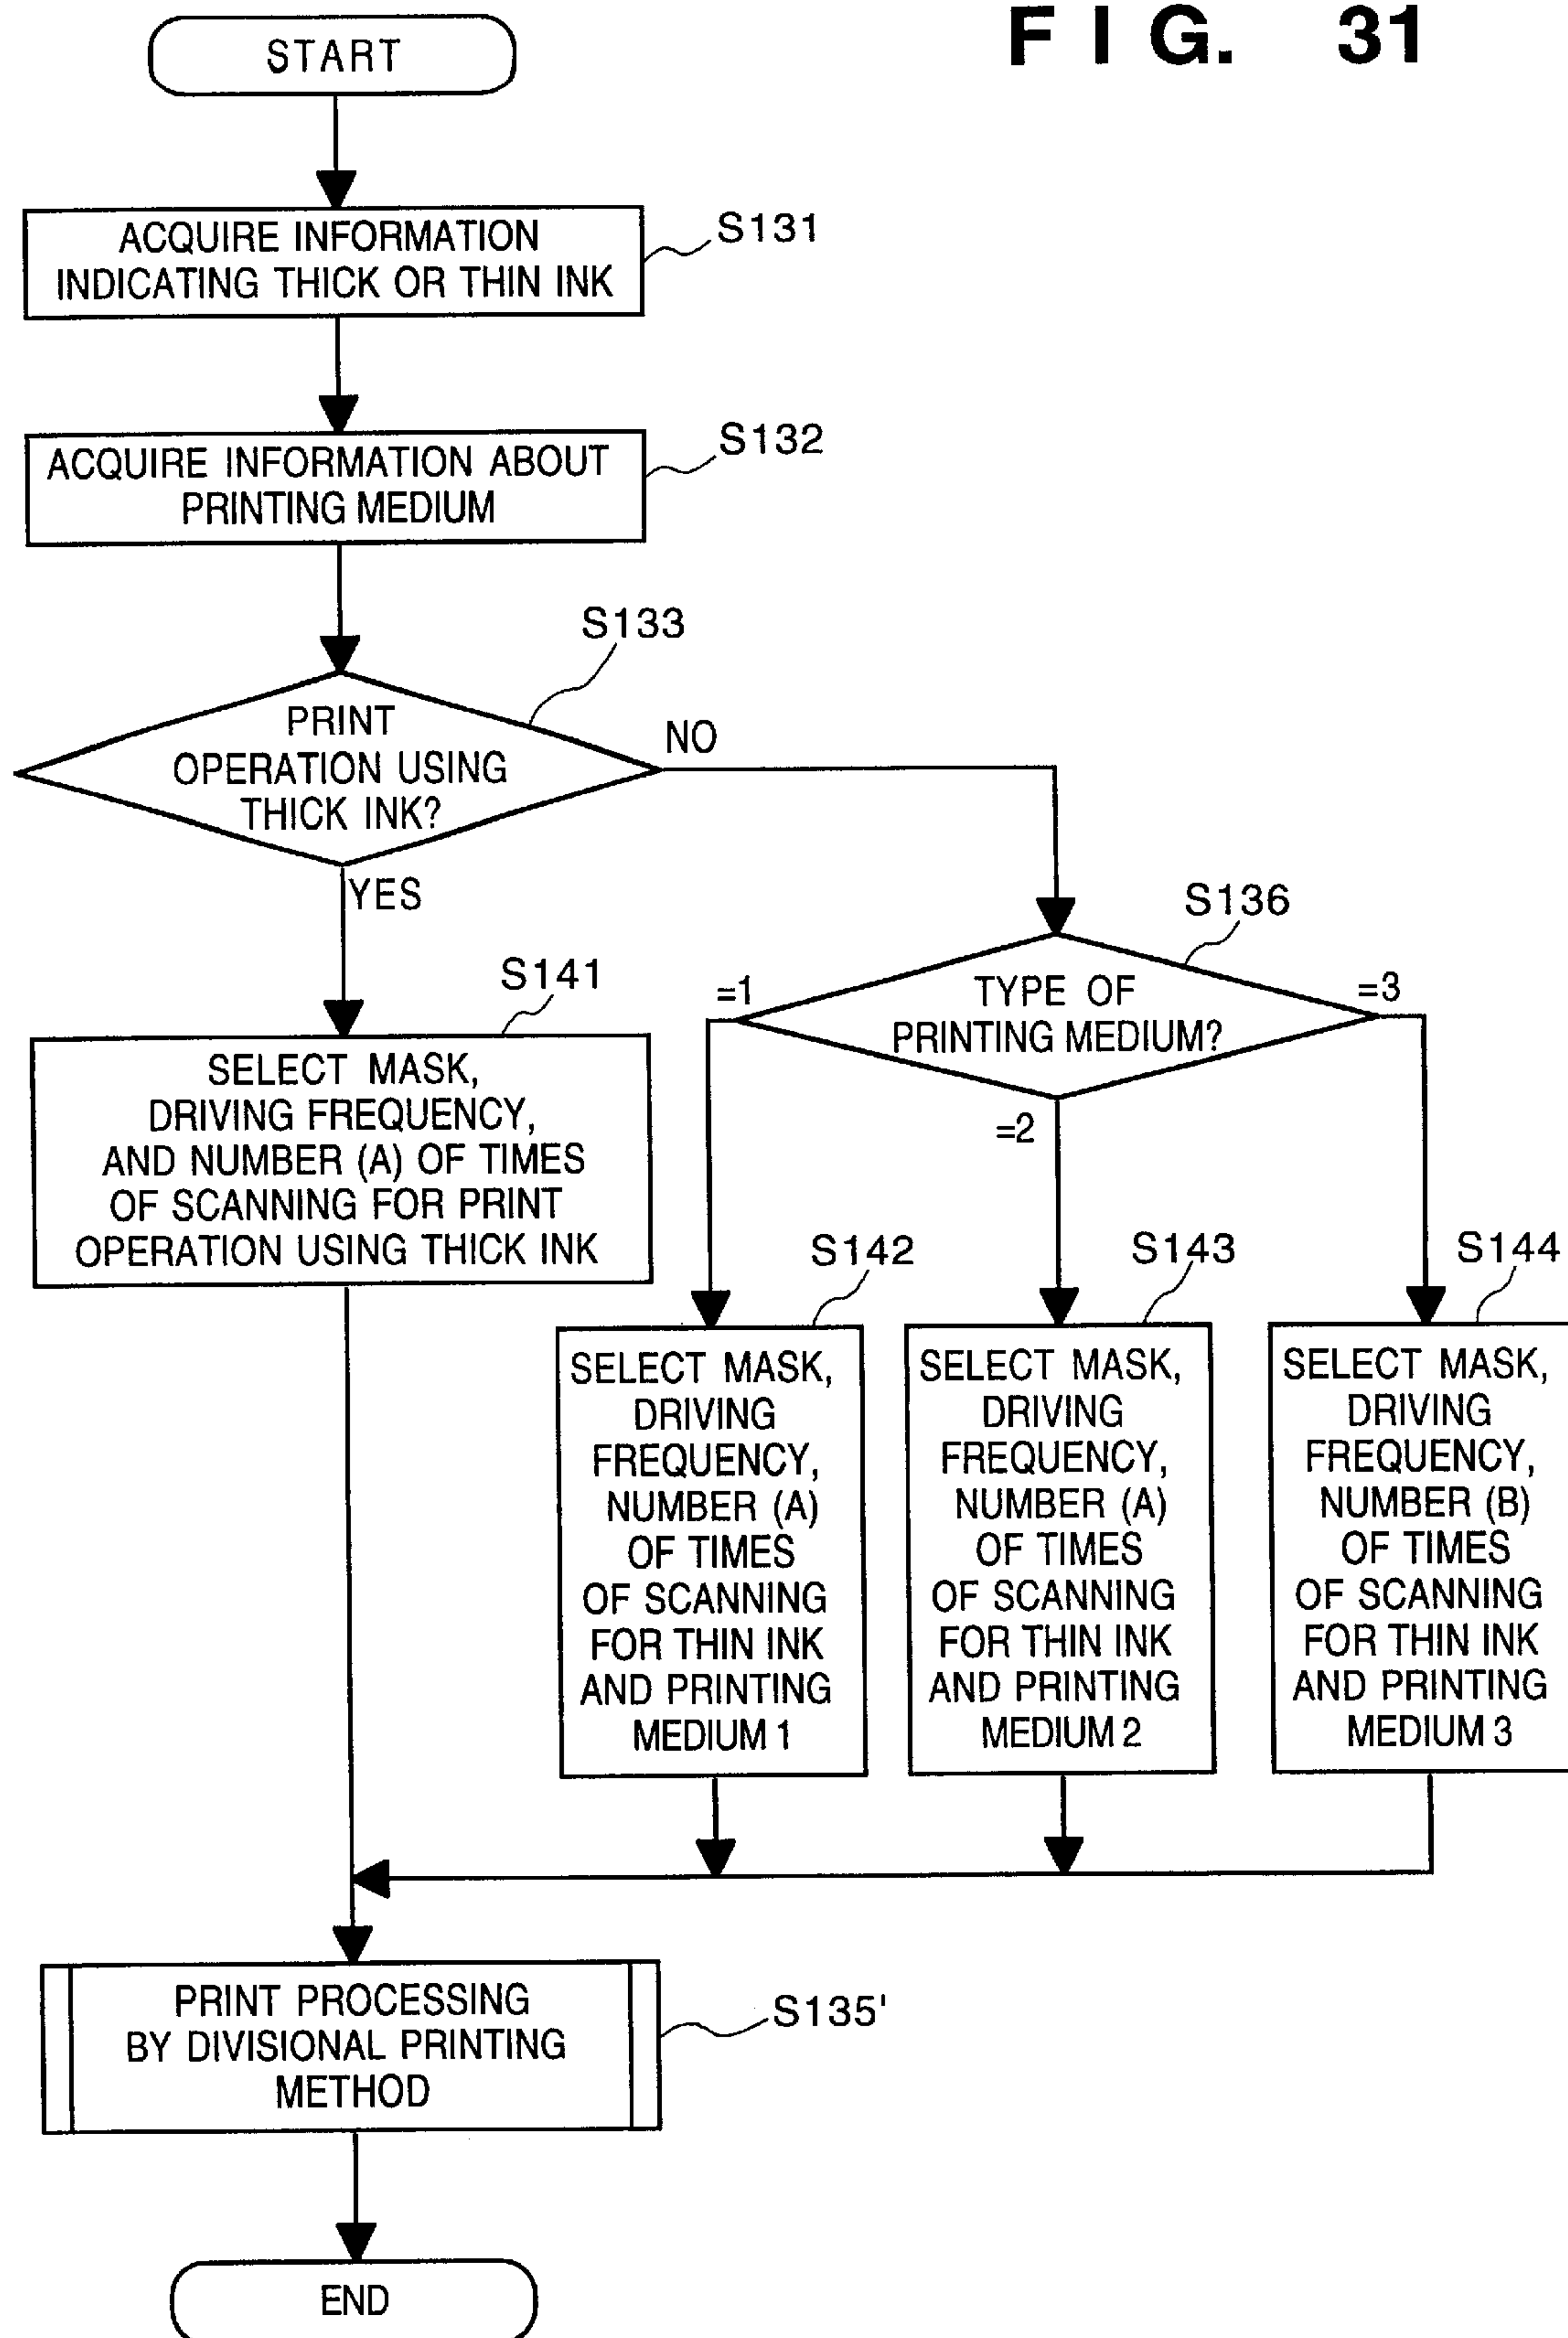 F I G. 31
START
ACQUIRE INFORMATION
INDICATING THICK OR THIN INK
S131
ACQUIRE INFORMATION ABOUT
PRINTING MEDIUM
S132
PRINT
OPERATION USING
THICK INK?
S133
NO
YES
S141
SELECT MASK,
DRIVING FREQUENCY,
AND NUMBER (A) OF TIMES
OF SCANNING FOR PRINT
OPERATION USING THICK INK
S136
TYPE OF
PRINTING MEDIUM?
=1
=2
=3
S142
SELECT MASK,
DRIVING
FREQUENCY,
NUMBER (A)
OF TIMES
OF SCANNING
FOR THIN INK
AND PRINTING
MEDIUM 1
S143
SELECT MASK,
DRIVING
FREQUENCY,
NUMBER (A)
OF TIMES
OF SCANNING
FOR THIN INK
AND PRINTING
MEDIUM 2
S144
SELECT MASK,
DRIVING
FREQUENCY,
NUMBER (B)
OF TIMES
OF SCANNING
FOR THIN INK
AND PRINTING
MEDIUM 3
PRINT PROCESSING
BY DIVISIONAL PRINTING
METHOD
S135'
END